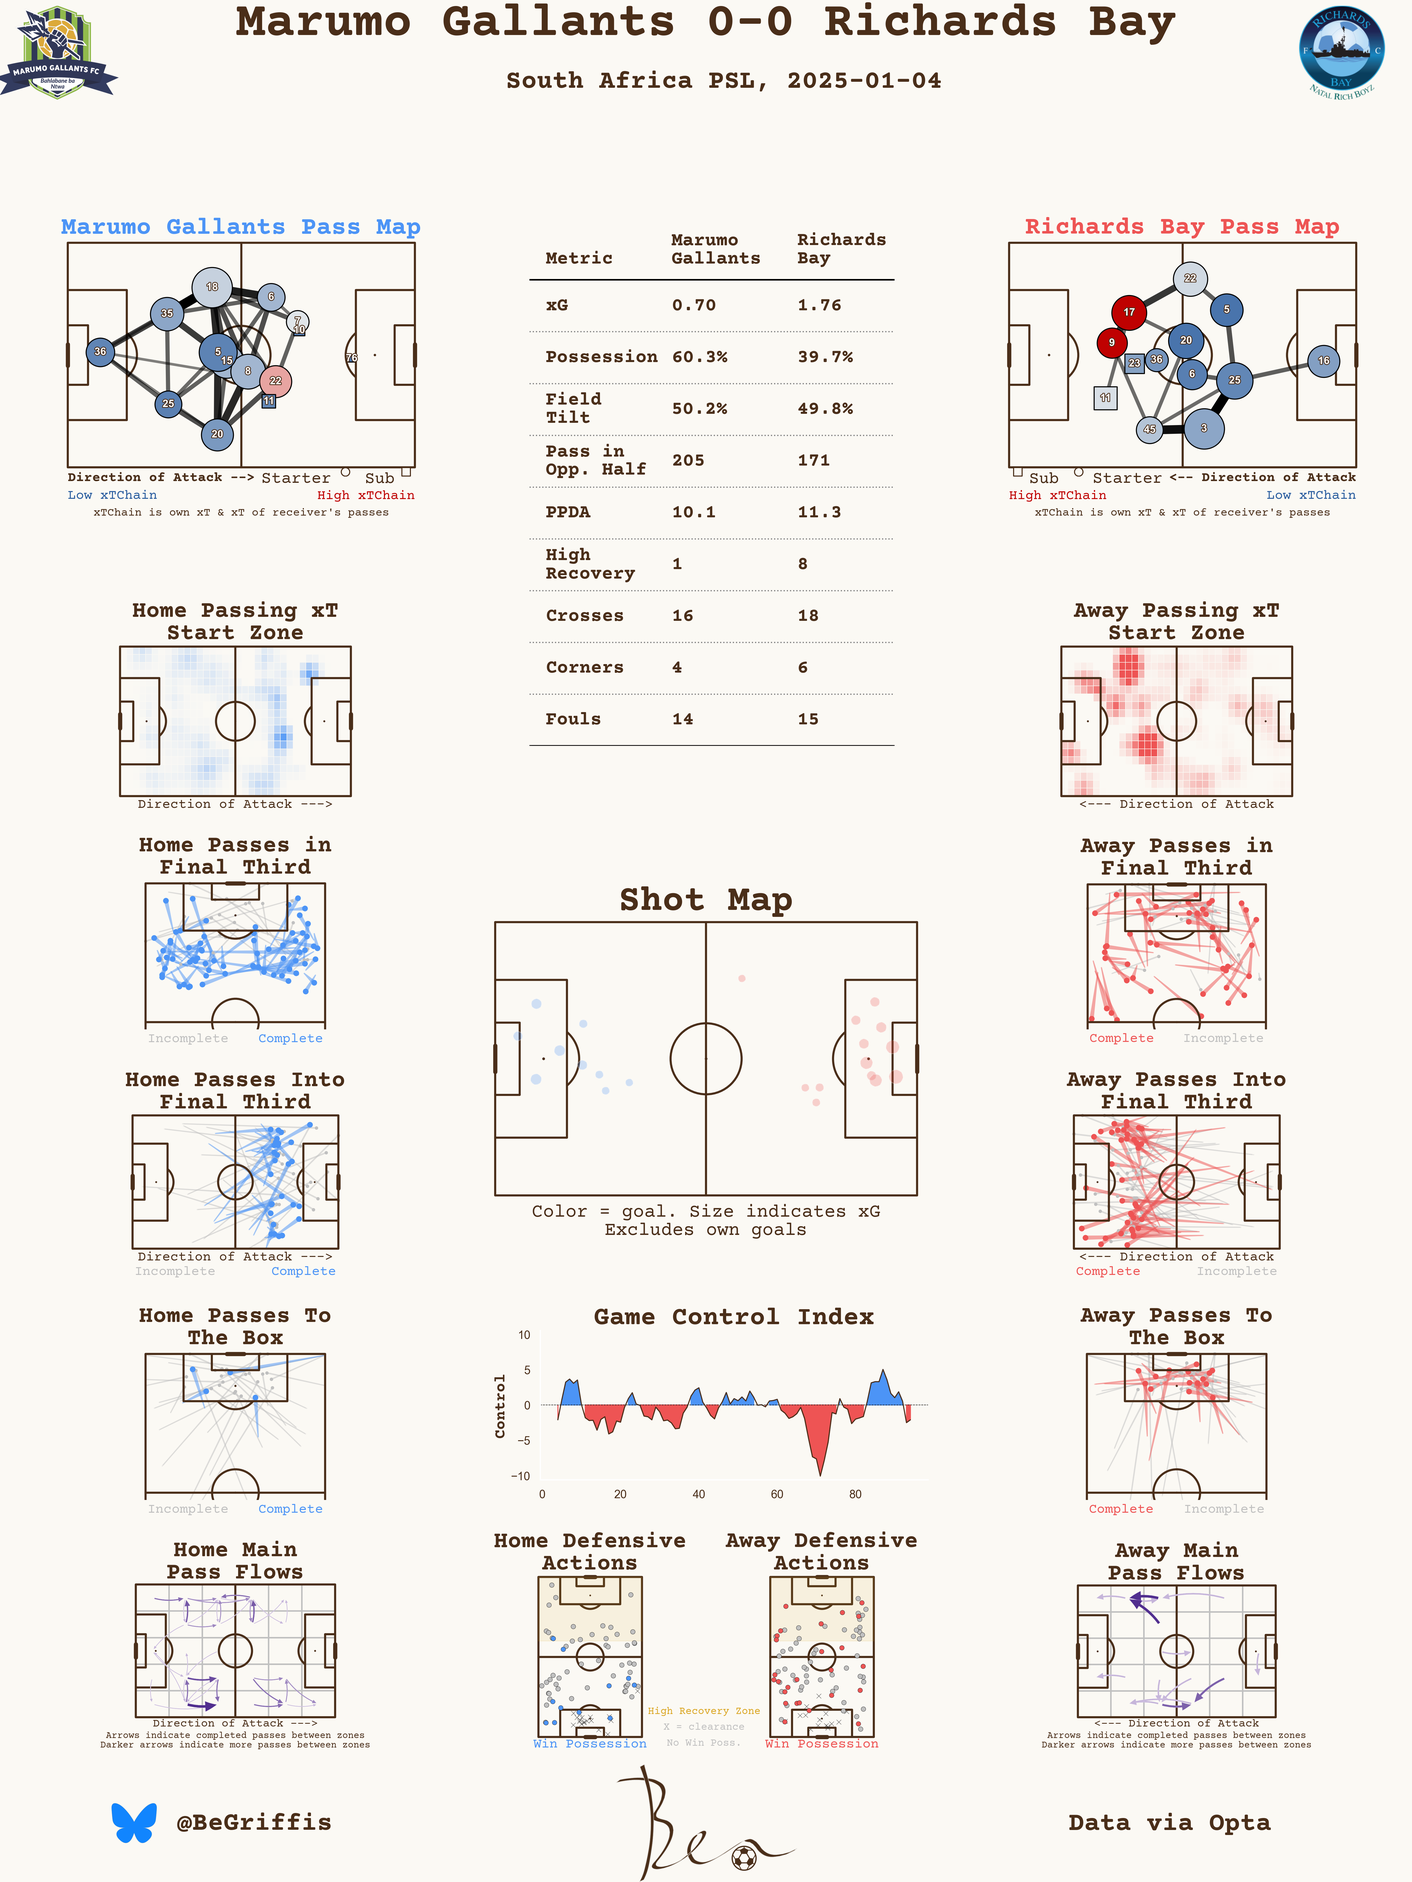 Marumo Gallants 0-0 Richards Bay
South Africa PSL, 2025-01-04
MARUMO GALLANTS FC
Bahlabane ba
Ntwa
RICHARDS
F C
BAY
NATAL RICH BOYZ
Marumo Gallants Pass Map
18
6
35
7
10
36
5
15
76
8
22
25
11
20
Direction of Attack --> Starter Sub
Low xTChain High xTChain
xTChain is own xT & xT of receiver's passes
Metric Marumo Gallants Richards Bay
xG 0.70 1.76
Possession 60.3% 39.7%
Field Tilt 50.2% 49.8%
Pass in Opp. Half 205 171
PPDA 10.1 11.3
High Recovery 1 8
Crosses 16 18
Corners 4 6
Fouls 14 15
Richards Bay Pass Map
22
17
5
9
20
23
36
16
6
25
11
45
3
Sub Starter <-- Direction of Attack
High xTChain Low xTChain
xTChain is own xT & xT of receiver's passes
Home Passing xT
Start Zone
Direction of Attack --->
Away Passing xT
Start Zone
<--- Direction of Attack
Home Passes in
Final Third
Incomplete Complete
Shot Map
Color = goal. Size indicates xG
Excludes own goals
Away Passes in
Final Third
Complete Incomplete
Home Passes Into
Final Third
Direction of Attack --->
Incomplete Complete
Away Passes Into
Final Third
<--- Direction of Attack
Complete Incomplete
Home Passes To
The Box
Incomplete Complete
Game Control Index
Control
10
5
0
−5
−10
0 20 40 60 80
Away Passes To
The Box
Complete Incomplete
Home Main
Pass Flows
Direction of Attack --->
Arrows indicate completed passes between zones
Darker arrows indicate more passes between zones
Home Defensive
Actions
Win Possession
Away Defensive
Actions
Win Possession
High Recovery Zone
X = clearance
No Win Poss.
Away Main
Pass Flows
<--- Direction of Attack
Arrows indicate completed passes between zones
Darker arrows indicate more passes between zones
@BeGriffis
Ben
Data via Opta